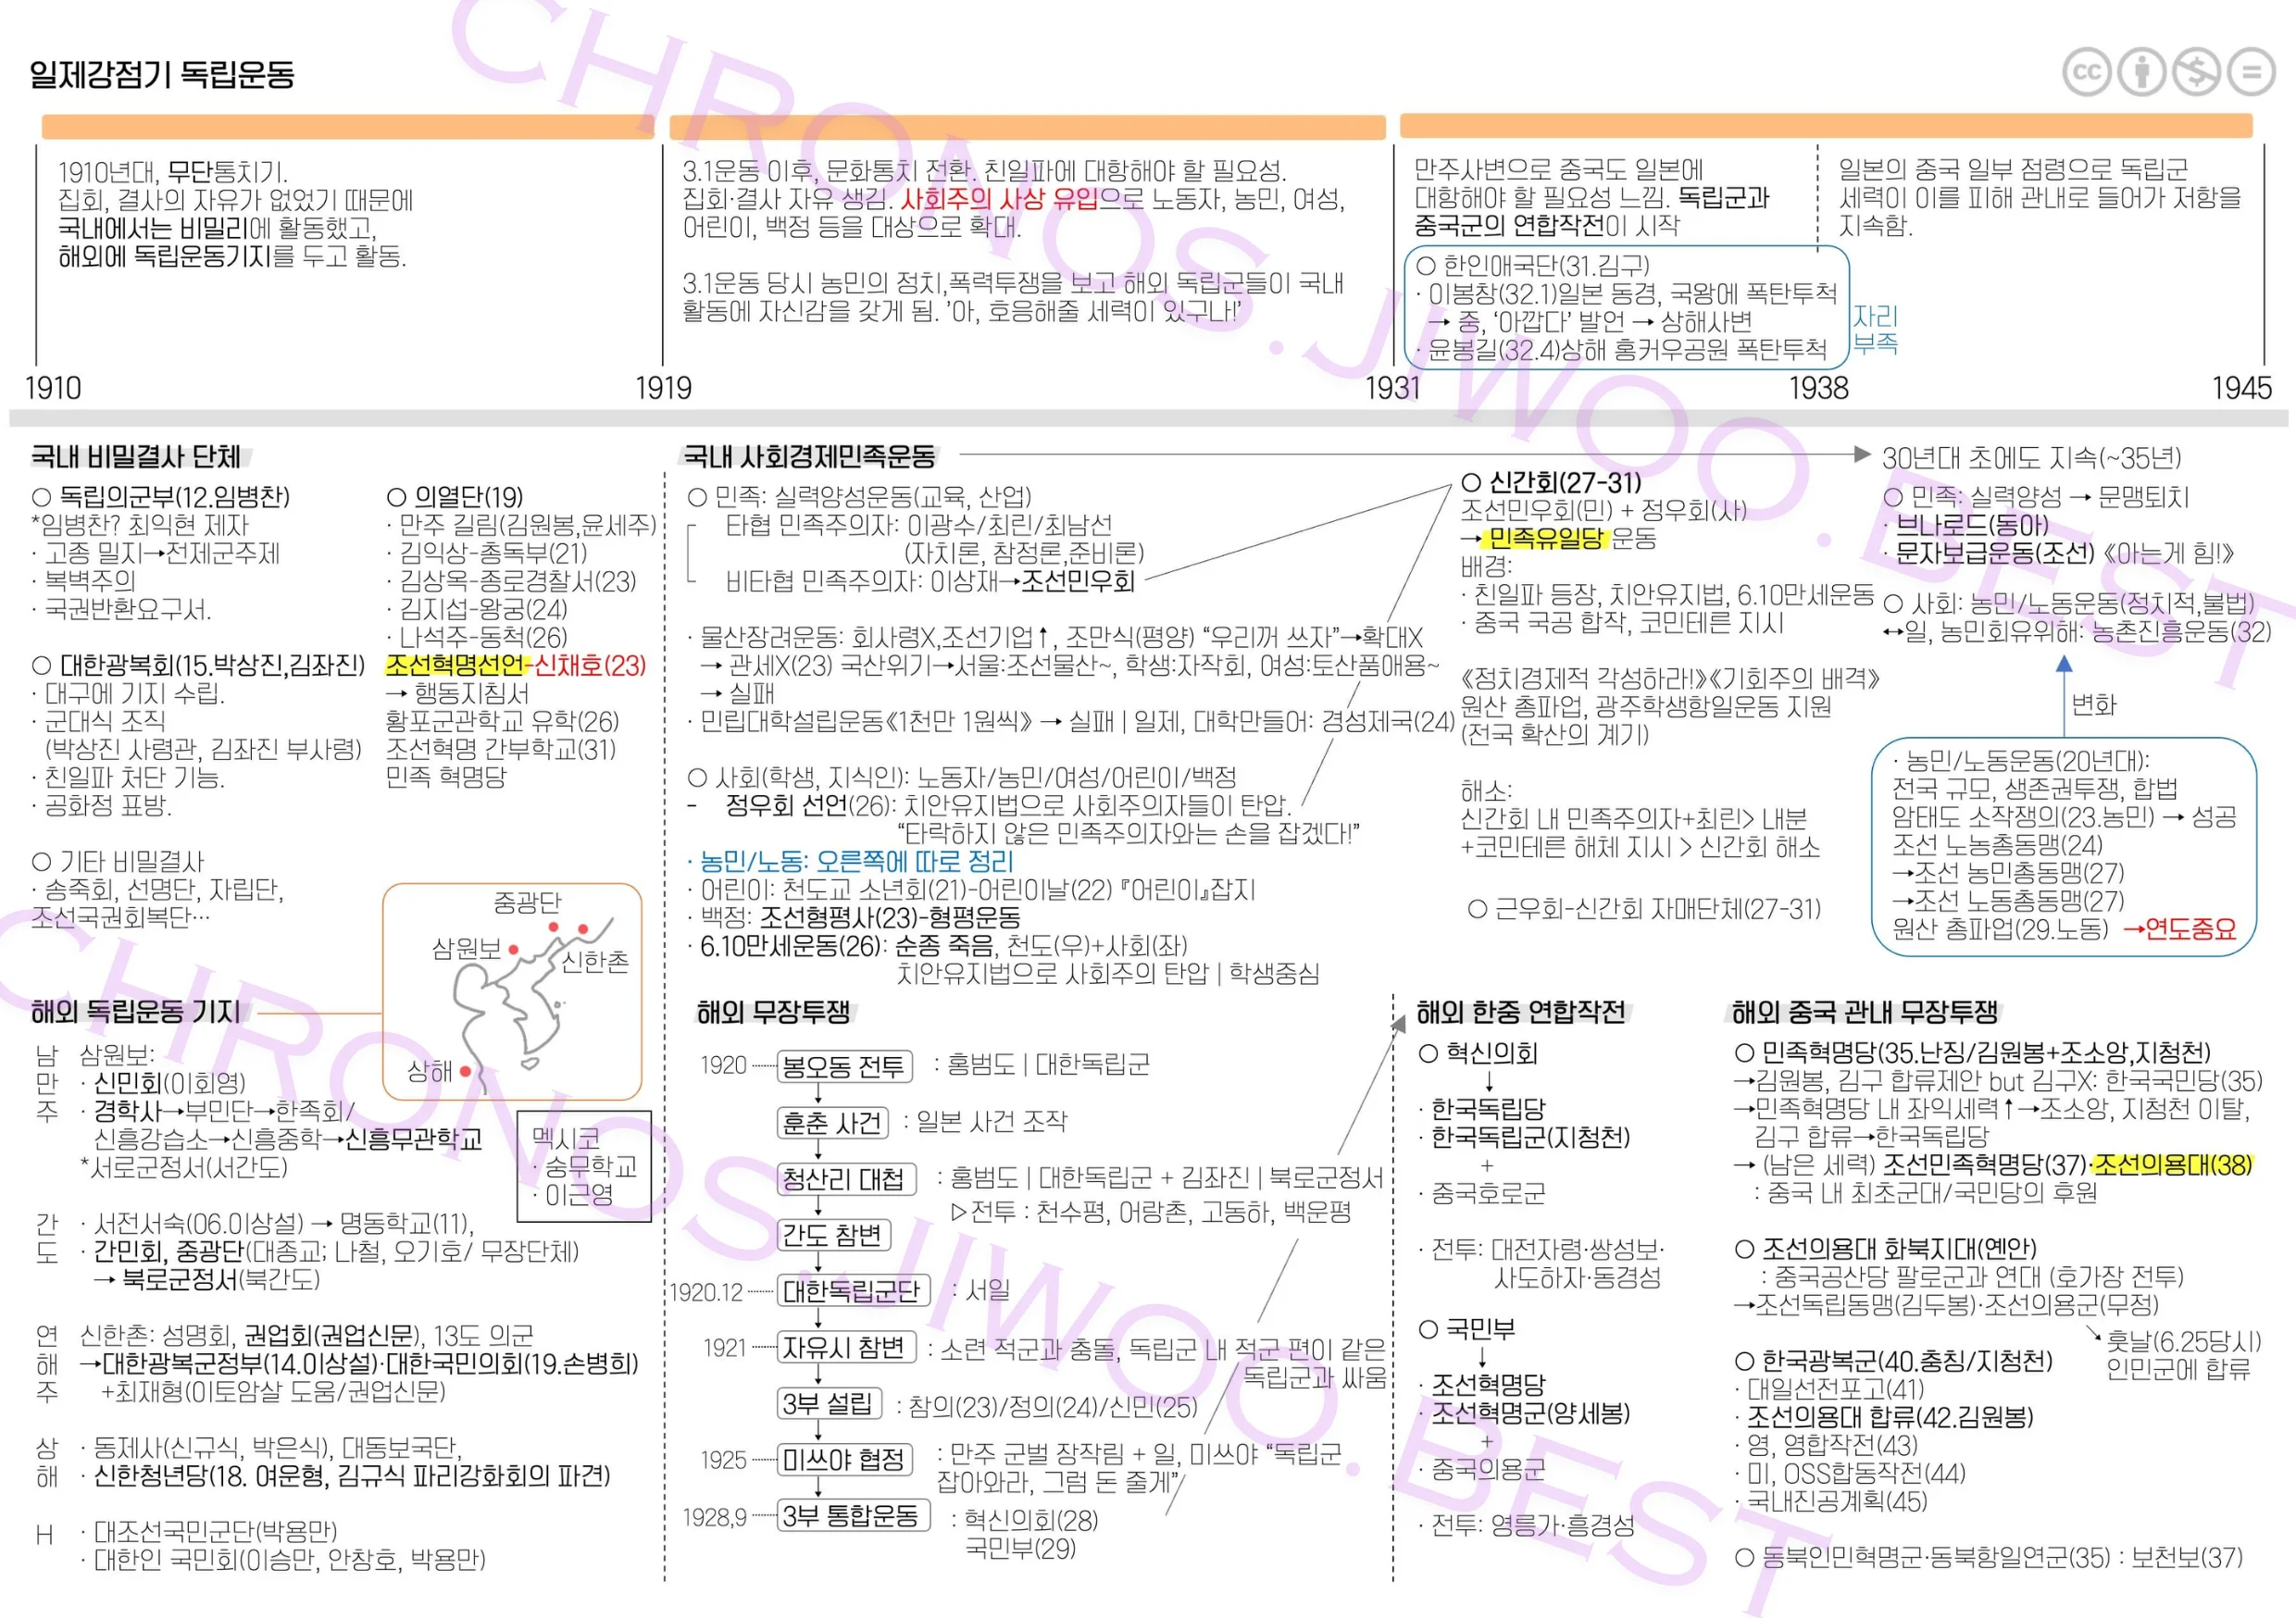 일제강점기 독립운동
cc
1910년대, 무단통치기.
집회, 결사의 자유가 없었기 때문에
국내에서는 비밀리에 활동했고,
해외에 독립운동기지를 두고 활동.
3.1운동 이후, 문화통치 전환. 친일파에 대항해야 할 필요성.
집회·결사 자유 생김. 사회주의 사상 유입으로 노동자, 농민, 여성,
어린이, 백정 등을 대상으로 확대.
3.1운동 당시 농민의 정치,폭력투쟁을 보고 해외 독립군들이 국내
활동에 자신감을 갖게 됨. '아, 호응해줄 세력이 있구나!'
만주사변으로 중국도 일본에
대항해야 할 필요성 느낌. 독립군과
중국군의 연합작전이 시작
○ 한인애국단(31.김구)
· 이봉창(32.1)일본 동경, 국왕에 폭탄투척
→ 중, ‘아깝다’ 발언 → 상해사변
· 윤봉길(32.4)상해 홍커우공원 폭탄투척
자리
부족
일본의 중국 일부 점령으로 독립군
세력이 이를 피해 관내로 들어가 저항을
지속함.
1910
1919
1931
1938
1945
국내 비밀결사 단체
○ 독립의군부(12.임병찬)
*임병찬? 최익현 제자
· 고종 밀지→전제군주제
· 복벽주의
· 국권반환요구서.
○ 대한광복회(15.박상진,김좌진)
· 대구에 기지 수립.
· 군대식 조직
(박상진 사령관, 김좌진 부사령)
· 친일파 처단 기능.
· 공화정 표방.
○ 기타 비밀결사
· 송죽회, 선명단, 자립단,
조선국권회복단…
○ 의열단(19)
· 만주 길림(김원봉,윤세주)
· 김익상-총독부(21)
· 김상옥-종로경찰서(23)
· 김지섭-왕궁(24)
· 나석주-동척(26)
조선혁명선언-신채호(23)
→ 행동지침서
황포군관학교 유학(26)
조선혁명 간부학교(31)
민족 혁명당
중광단
삼원보
신한촌
상해
해외 독립운동 기지
남만주
삼원보:
· 신민회(이회영)
· 경학사→부민단→한족회/
신흥강습소→신흥중학→신흥무관학교
*서로군정서(서간도)
멕시코
· 숭무학교
· 이근영
간도
· 서전서숙(06.이상설) → 명동학교(11),
· 간민회, 중광단(대종교; 나철, 오기호/ 무장단체)
→ 북로군정서(북간도)
연해주
신한촌: 성명회, 권업회(권업신문), 13도 의군
→대한광복군정부(14.이상설)·대한국민의회(19.손병희)
+최재형(이토암살 도움/권업신문)
상해
· 동제사(신규식, 박은식), 대동보국단,
· 신한청년당(18. 여운형, 김규식 파리강화회의 파견)
H
· 대조선국민군단(박용만)
· 대한인 국민회(이승만, 안창호, 박용만)
국내 사회경제민족운동
○ 민족: 실력양성운동(교육, 산업)
타협 민족주의자: 이광수/최린/최남선
(자치론, 참정론,준비론)
비타협 민족주의자: 이상재→조선민우회
· 물산장려운동: 회사령X,조선기업↑, 조만식(평양) “우리꺼 쓰자”→확대X
→ 관세X(23) 국산위기→서울:조선물산~, 학생:자작회, 여성:토산품애용~
→ 실패
· 민립대학설립운동《1천만 1원씩》 → 실패 | 일제, 대학만들어: 경성제국(24)
○ 사회(학생, 지식인): 노동자/농민/여성/어린이/백정
- 정우회 선언(26): 치안유지법으로 사회주의자들이 탄압.
“타락하지 않은 민족주의자와는 손을 잡겠다!”
· 농민/노동: 오른쪽에 따로 정리
· 어린이: 천도교 소년회(21)-어린이날(22) 『어린이』잡지
· 백정: 조선형평사(23)-형평운동
· 6.10만세운동(26): 순종 죽음, 천도(우)+사회(좌)
치안유지법으로 사회주의 탄압 | 학생중심
○ 신간회(27-31)
조선민우회(민) + 정우회(사)
→ 민족유일당 운동
배경:
· 친일파 등장, 치안유지법, 6.10만세운동
· 중국 국공 합작, 코민테른 지시
《정치경제적 각성하라!》《기회주의 배격》
원산 총파업, 광주학생항일운동 지원
(전국 확산의 계기)
해소:
신간회 내 민족주의자+최린> 내분
+코민테른 해체 지시 > 신간회 해소
○ 근우회-신간회 자매단체(27-31)
30년대 초에도 지속(~35년)
○ 민족: 실력양성 → 문맹퇴치
· 브나로드(동아)
· 문자보급운동(조선) 《아는게 힘!》
○ 사회: 농민/노동운동(정치적,불법)
↔일, 농민회유위해: 농촌진흥운동(32)
변화
· 농민/노동운동(20년대):
전국 규모, 생존권투쟁, 합법
암태도 소작쟁의(23.농민) → 성공
조선 노농총동맹(24)
→조선 농민총동맹(27)
→조선 노동총동맹(27)
원산 총파업(29.노동) →연도중요
해외 무장투쟁
1920 봉오동 전투 : 홍범도 | 대한독립군
훈춘 사건 : 일본 사건 조작
청산리 대첩 : 홍범도 | 대한독립군 + 김좌진 | 북로군정서
▷전투 : 천수평, 어랑촌, 고동하, 백운평
간도 참변
1920.12 대한독립군단 : 서일
1921 자유시 참변 : 소련 적군과 충돌, 독립군 내 적군 편이 같은
독립군과 싸움
3부 설립 : 참의(23)/정의(24)/신민(25)
1925 미쓰야 협정 : 만주 군벌 장작림 + 일, 미쓰야 “독립군
잡아와라, 그럼 돈 줄게”
1928,9 3부 통합운동 : 혁신의회(28)
국민부(29)
해외 한중 연합작전
○ 혁신의회
↓
· 한국독립당
· 한국독립군(지청천)
+
· 중국호로군
· 전투: 대전자령·쌍성보·
사도하자·동경성
○ 국민부
↓
· 조선혁명당
· 조선혁명군(양세봉)
+
· 중국의용군
· 전투: 영릉가·흥경성
해외 중국 관내 무장투쟁
○ 민족혁명당(35.난징/김원봉+조소앙,지청천)
→김원봉, 김구 합류제안 but 김구X: 한국국민당(35)
→민족혁명당 내 좌익세력↑→조소앙, 지청천 이탈,
김구 합류→한국독립당
→ (남은 세력) 조선민족혁명당(37)·조선의용대(38)
: 중국 내 최초군대/국민당의 후원
○ 조선의용대 화북지대(옌안)
: 중국공산당 팔로군과 연대 (호가장 전투)
→조선독립동맹(김두봉)·조선의용군(무정)
훗날(6.25당시)
인민군에 합류
○ 한국광복군(40.충칭/지청천)
· 대일선전포고(41)
· 조선의용대 합류(42.김원봉)
· 영, 영합작전(43)
· 미, OSS합동작전(44)
· 국내진공계획(45)
○ 동북인민혁명군·동북항일연군(35) : 보천보(37)
CHRONOS.JIWOO.BEST
CHRONOS.JIWOO.BEST